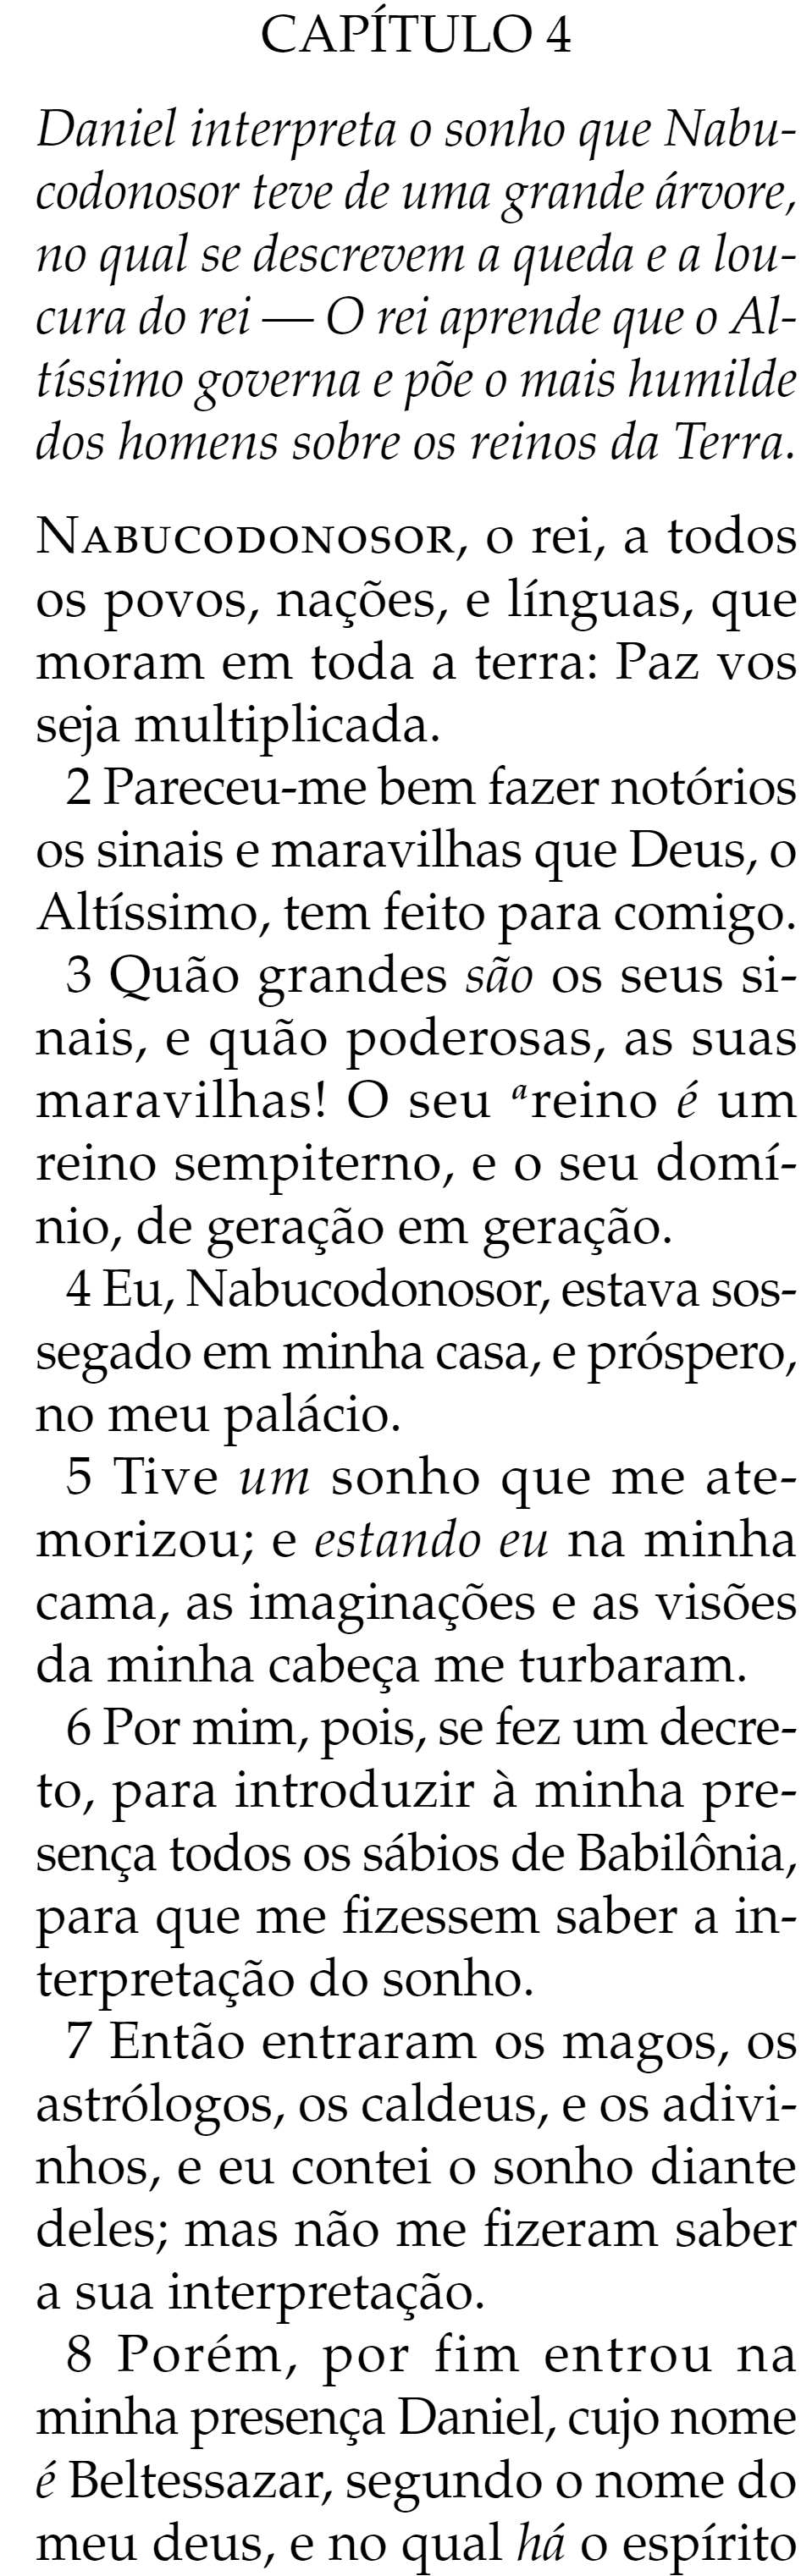 CAPÍTULO 4
Daniel interpreta o sonho que Nabu-
codonosor teve de uma grande árvore,
no qual se descrevem a queda e a lou-
cura do rei — O rei aprende que o Al-
tíssimo governa e põe o mais humilde
dos homens sobre os reinos da Terra.
Nabucodonosor, o rei, a todos
os povos, nações, e línguas, que
moram em toda a terra: Paz vos
seja multiplicada.
2 Pareceu-me bem fazer notórios
os sinais e maravilhas que Deus, o
Altíssimo, tem feito para comigo.
3 Quão grandes são os seus si-
nais, e quão poderosas, as suas
maravilhas! O seu ᵃreino é um
reino sempiterno, e o seu domí-
nio, de geração em geração.
4 Eu, Nabucodonosor, estava sos-
segado em minha casa, e próspero,
no meu palácio.
5 Tive um sonho que me ate-
morizou; e estando eu na minha
cama, as imaginações e as visões
da minha cabeça me turbaram.
6 Por mim, pois, se fez um decre-
to, para introduzir à minha pre-
sença todos os sábios de Babilônia,
para que me fizessem saber a in-
terpretação do sonho.
7 Então entraram os magos, os
astrólogos, os caldeus, e os adivi-
nhos, e eu contei o sonho diante
deles; mas não me fizeram saber
a sua interpretação.
8 Porém, por fim entrou na
minha presença Daniel, cujo nome
é Beltessazar, segundo o nome do
meu deus, e no qual há o espírito